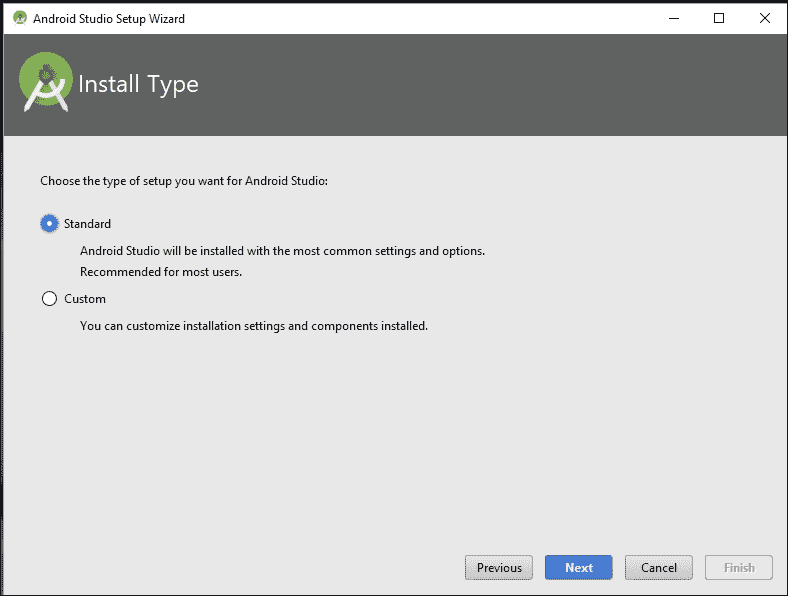 Android Studio Setup Wizard
Install Type
Choose the type of setup you want for Android Studio:
Standard
Android Studio will be installed with the most common settings and options.
Recommended for most users.
Custom
You can customize installation settings and components installed.
Previous Next Cancel Finish